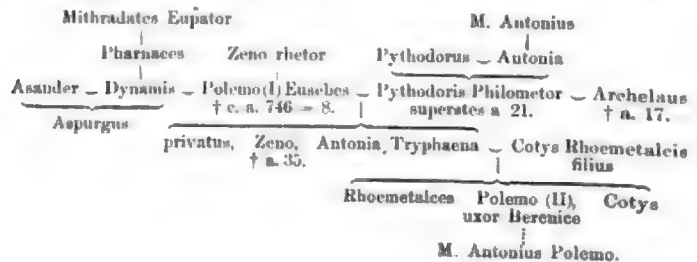 Mithradates Eupator M. Antonius
Pharnaces Zeno rhetor Pythodorus – Antonia
Asander – Dynamis – Polemo (I) Eusebes – Pythodoris Philometor – Archelaus
† c. a. 746 = 8. superstes a 21. † a. 17.
Aspurgus
privatus, Zeno, Antonia, Tryphaena – Cotys Rhoemetalcis
† a. 35. filius
Rhoemetalces Polemo (II), Cotys
uxor Berenice
M. Antonius Polemo.